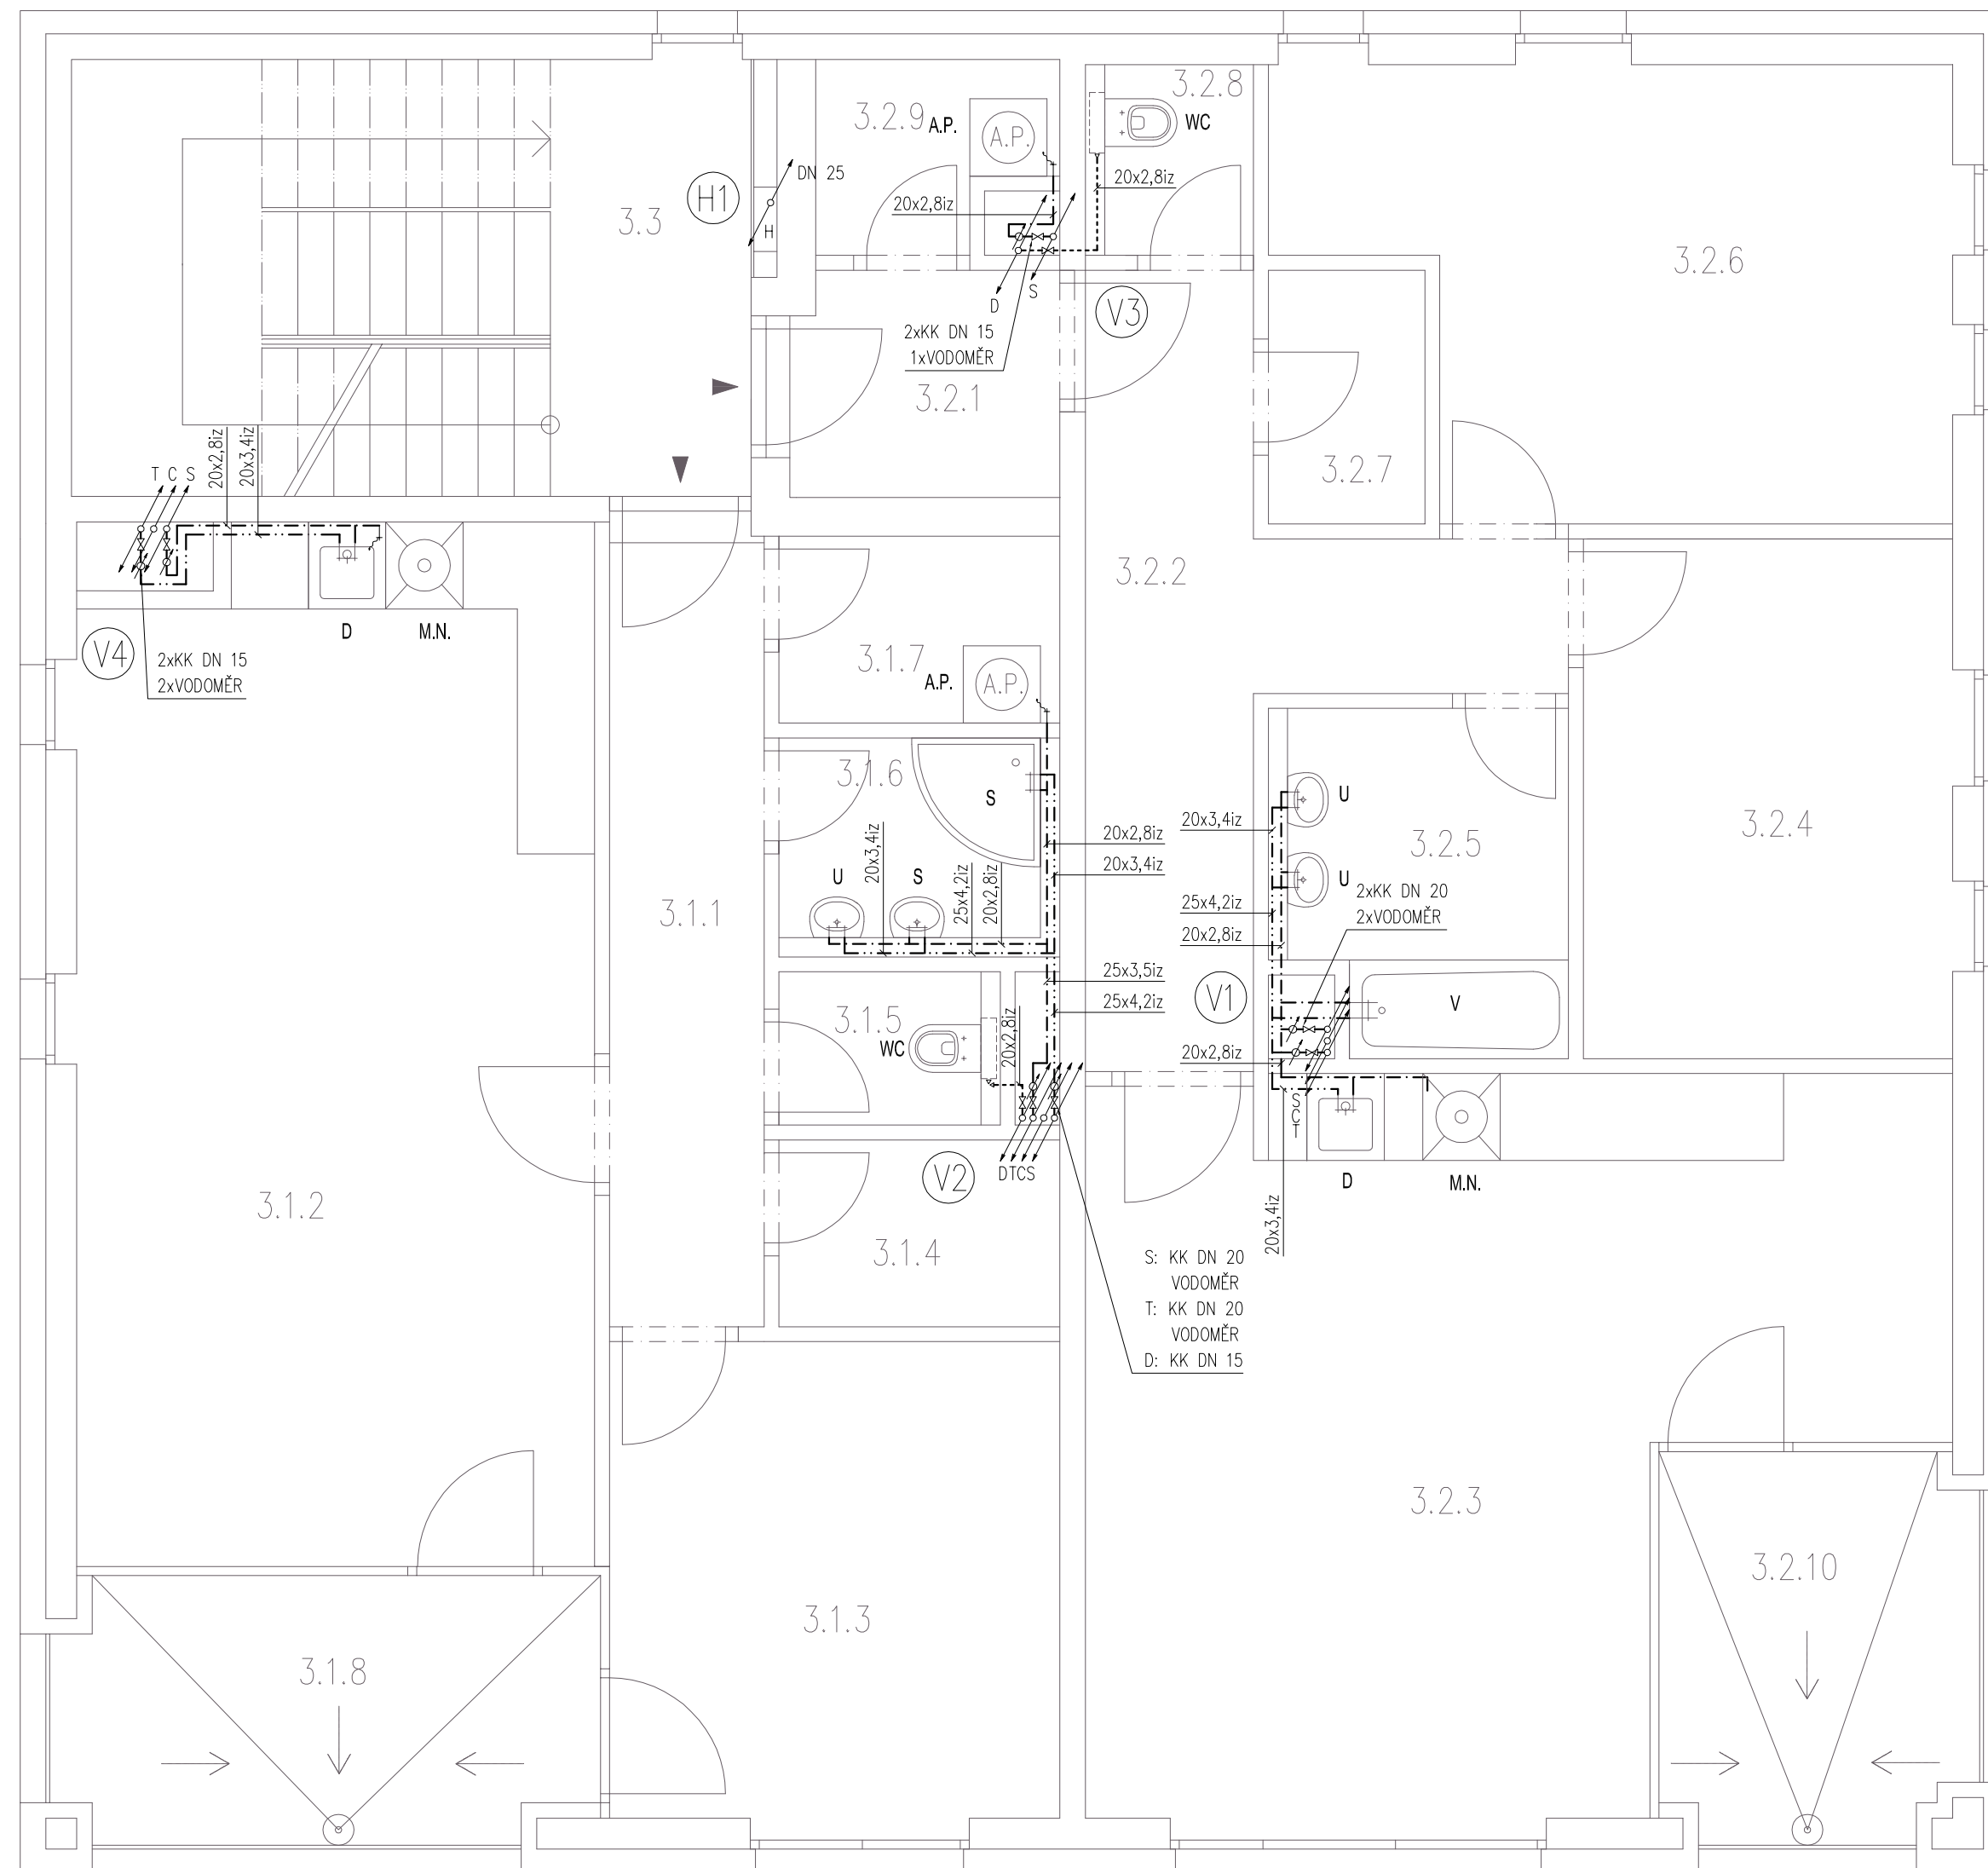 3.2.8
3.2.9
A.P.
A.P.
WC
DN 25
20x2,8iz
H1
20x2,8iz
3.3
H
3.2.6
D
S
V3
2xKK DN 15
1xVODOMĚR
3.2.1
20x2,8iz
20x3,4iz
T C S
3.2.7
3.2.2
D
M.N.
V4
2xKK DN 15
2xVODOMĚR
3.1.7
A.P.
A.P.
3.1.6
S
U
20x3,4iz
20x2,8iz
20x3,4iz
3.2.5
3.2.4
20x3,4iz
U
S
25x4,2iz
20x2,8iz
U
2xKK DN 20
2xVODOMĚR
25x4,2iz
20x2,8iz
3.1.1
25x3,5iz
25x4,2iz
V1
V
3.1.5
WC
20x2,8iz
20x2,8iz
S
C
T
DTCS
V2
D
M.N.
3.1.2
3.1.4
20x3,4iz
S: KK DN 20
VODOMĚR
T: KK DN 20
VODOMĚR
D: KK DN 15
3.2.3
3.2.10
3.1.3
3.1.8